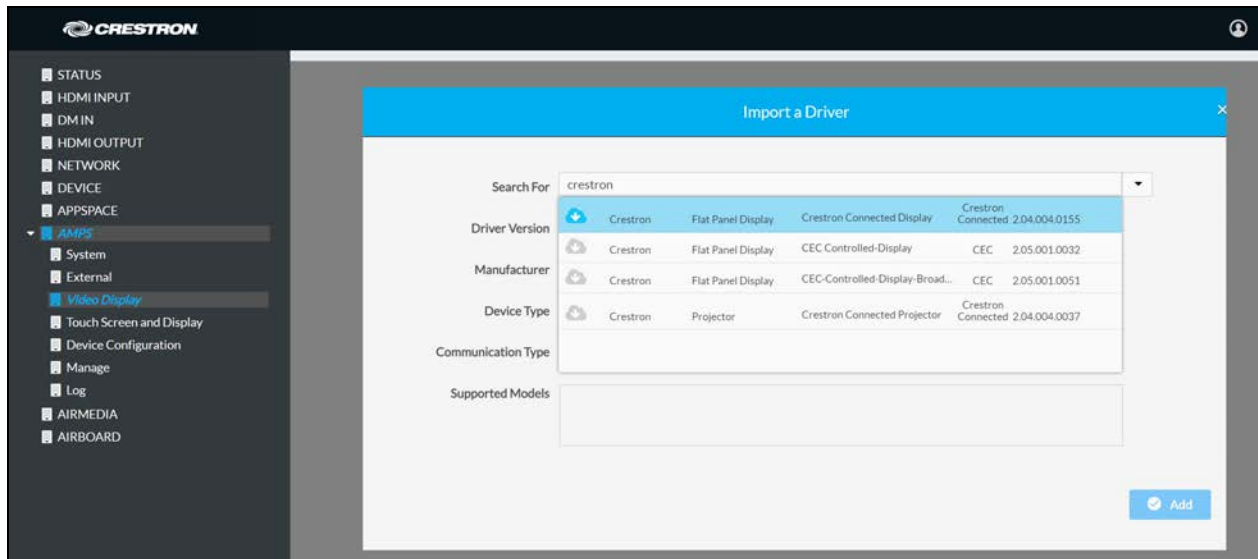 CRESTRON
STATUS
HDMI INPUT
DM IN
HDMI OUTPUT
NETWORK
DEVICE
APPSPACE
AMPS
System
External
Video Display
Touch Screen and Display
Device Configuration
Manage
Log
AIRMEDIA
AIRBOARD
Import a Driver
Search For crestron
Driver Version
Manufacturer
Device Type
Communication Type
Supported Models
Crestron Flat Panel Display Crestron Connected Display Crestron Connected 2.04.004.0155
Crestron Flat Panel Display CEC Controlled-Display CEC 2.05.001.0032
Crestron Flat Panel Display CEC-Controlled-Display-Broad... CEC 2.05.001.0051
Crestron Projector Crestron Connected Projector Crestron Connected 2.04.004.0037
Add